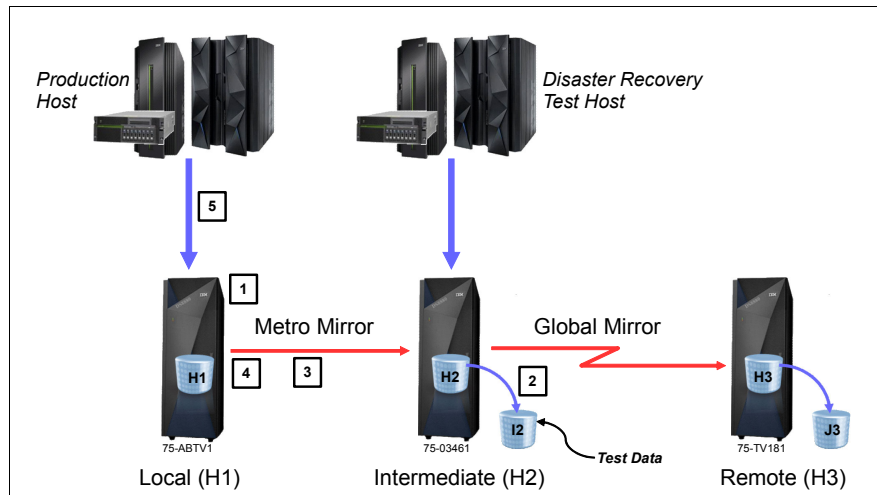 Production
Host
Disaster Recovery
Test Host
5
1
Metro Mirror
Global Mirror
4
3
H1
H2
2
H3
I2
J3
75-ABTV1
75-03461
Test Data
75-TV181
Local (H1)
Intermediate (H2)
Remote (H3)